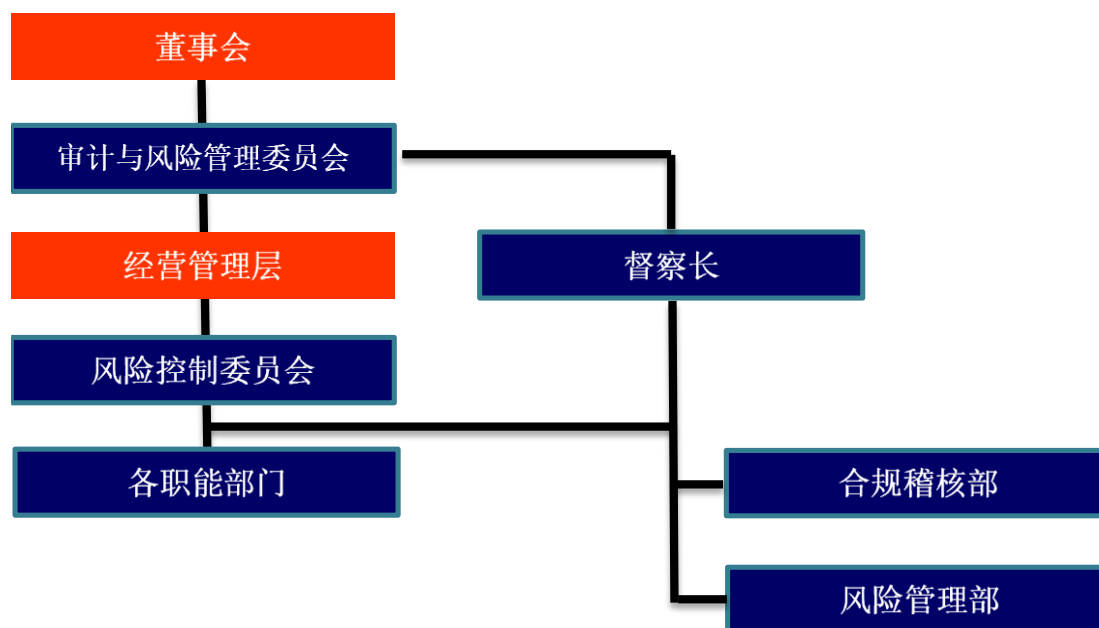 董事会
审计与风险管理委员会
经营管理层
督察长
风险控制委员会
各职能部门
合规稽核部
风险管理部